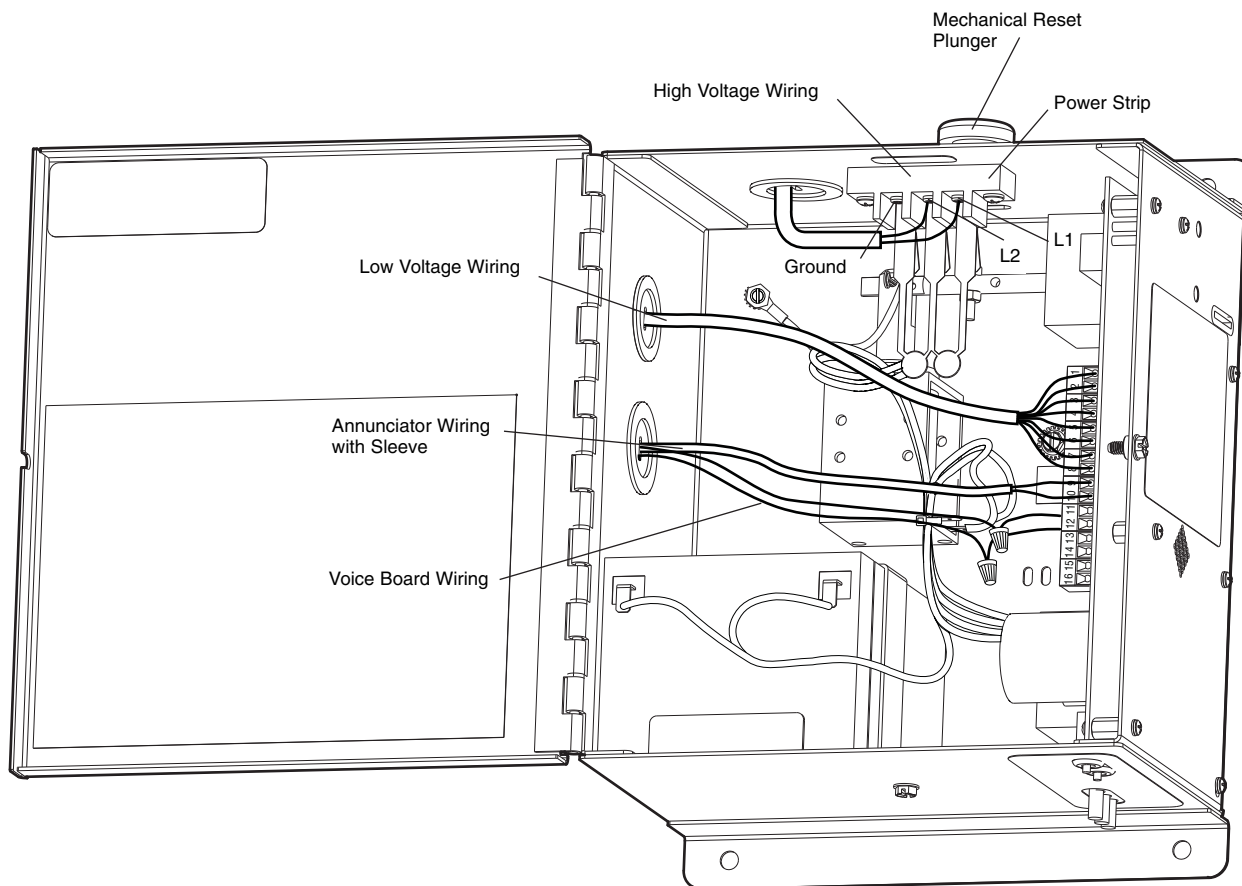 Mechanical Reset
Plunger
High Voltage Wiring
Power Strip
L1
L2
Ground
Low Voltage Wiring
Annunciator Wiring
with Sleeve
Voice Board Wiring
1
2
3
4
5
6
7
8
9
10
11
12
13
14
15
16